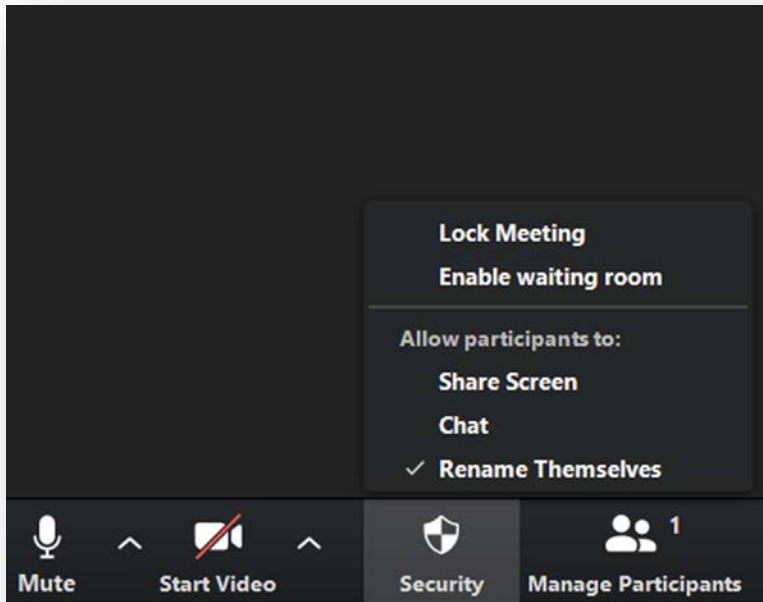 Lock Meeting
Enable waiting room
Allow participants to:
Share Screen
Chat
✓ Rename Themselves
1
Mute Start Video Security Manage Participants